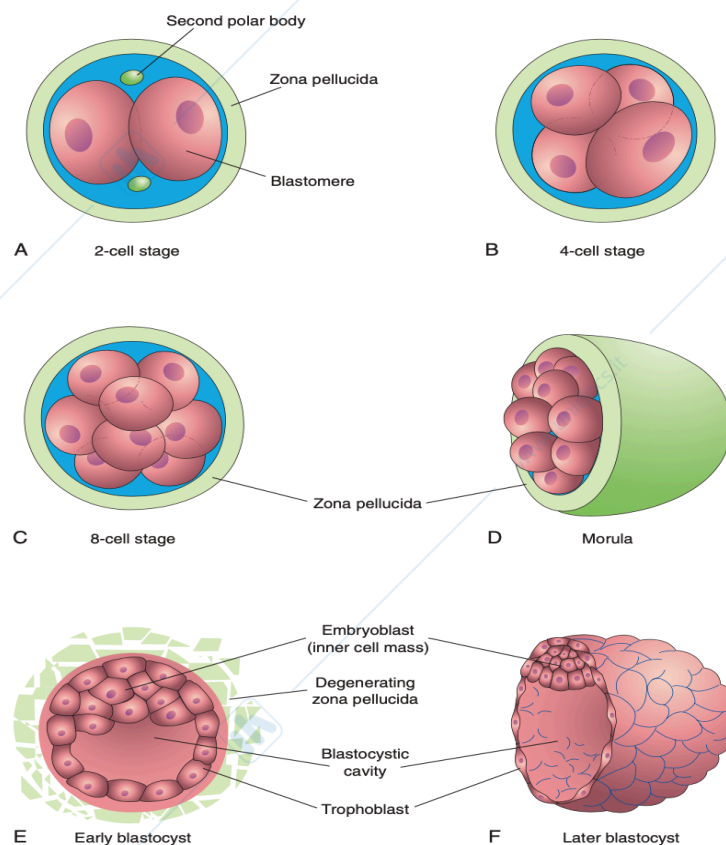 Second polar body
Zona pellucida
Blastomere
A 2-cell stage
B 4-cell stage
Zona pellucida
C 8-cell stage
D Morula
Embryoblast
(inner cell mass)
Degenerating
zona pellucida
Blastocystic
cavity
Trophoblast
E Early blastocyst
F Later blastocyst